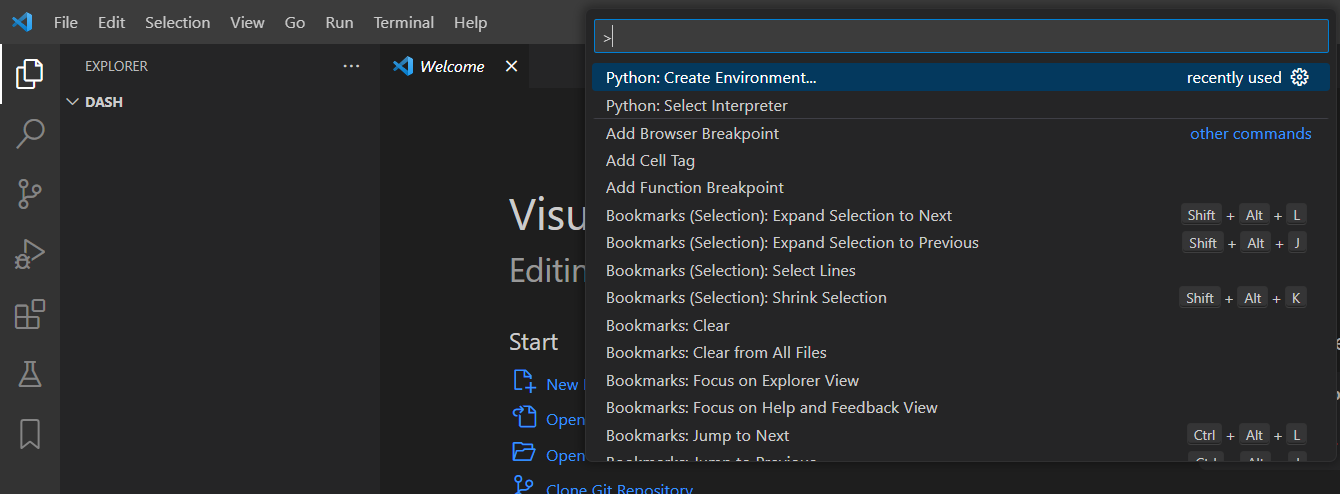 File Edit Selection View Go Run Terminal Help
>
EXPLORER
DASH
Welcome
Python: Create Environment... recently used
Python: Select Interpreter
Add Browser Breakpoint other commands
Add Cell Tag
Add Function Breakpoint
Bookmarks (Selection): Expand Selection to Next Shift + Alt + L
Bookmarks (Selection): Expand Selection to Previous Shift + Alt + J
Bookmarks (Selection): Select Lines
Bookmarks (Selection): Shrink Selection Shift + Alt + K
Bookmarks: Clear
Bookmarks: Clear from All Files
Bookmarks: Focus on Explorer View
Bookmarks: Focus on Help and Feedback View
Bookmarks: Jump to Next Ctrl + Alt + L
Bookmarks: Jump to Previous
Visu
Editin
Start
New
Open
Open
Clone Git Repository